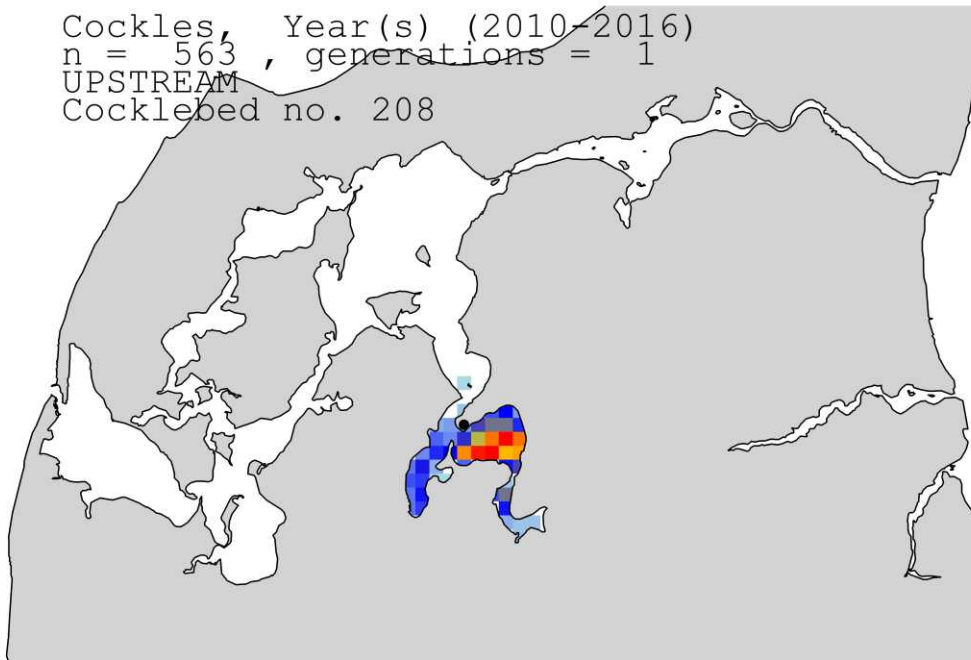 Cockles, Year(s) (2010-2016)
n = 563 , generations = 1
UPSTREAM
Cocklebed no. 208